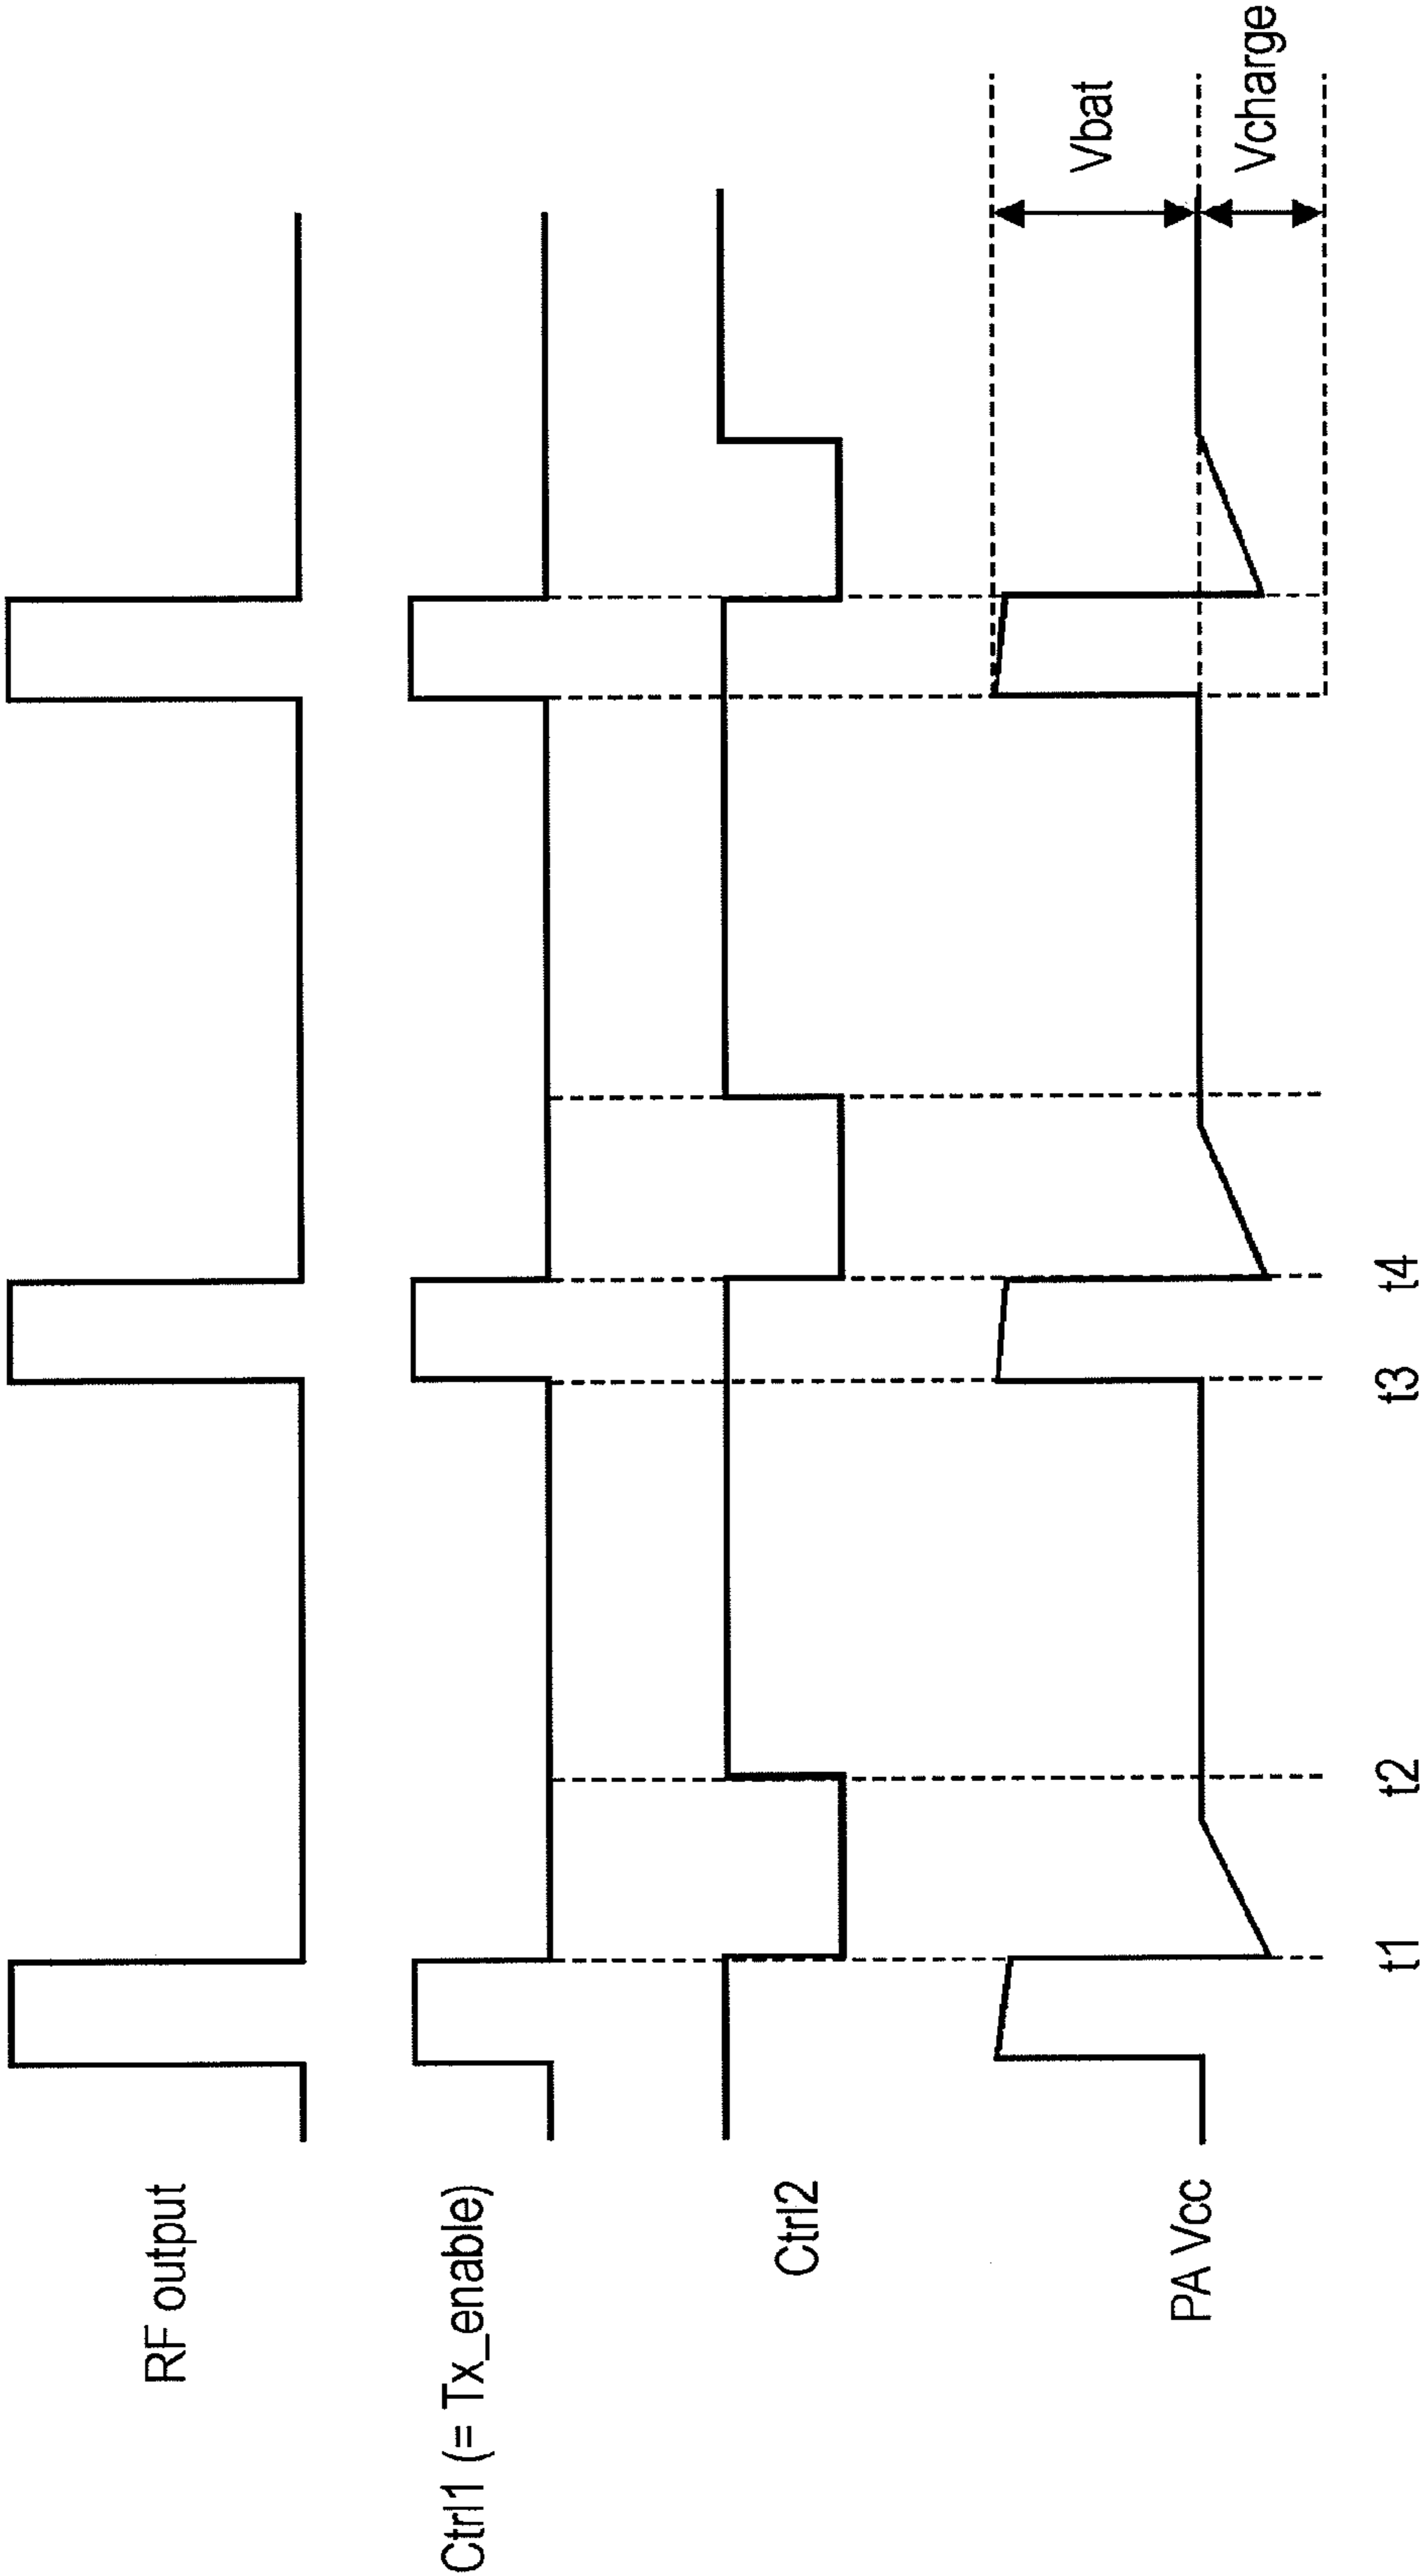 RF output
Ctrl1 (= Tx_enable)
Ctrl2
PA Vcc
Vbat
Vcharge
t1
t2
t3
t4